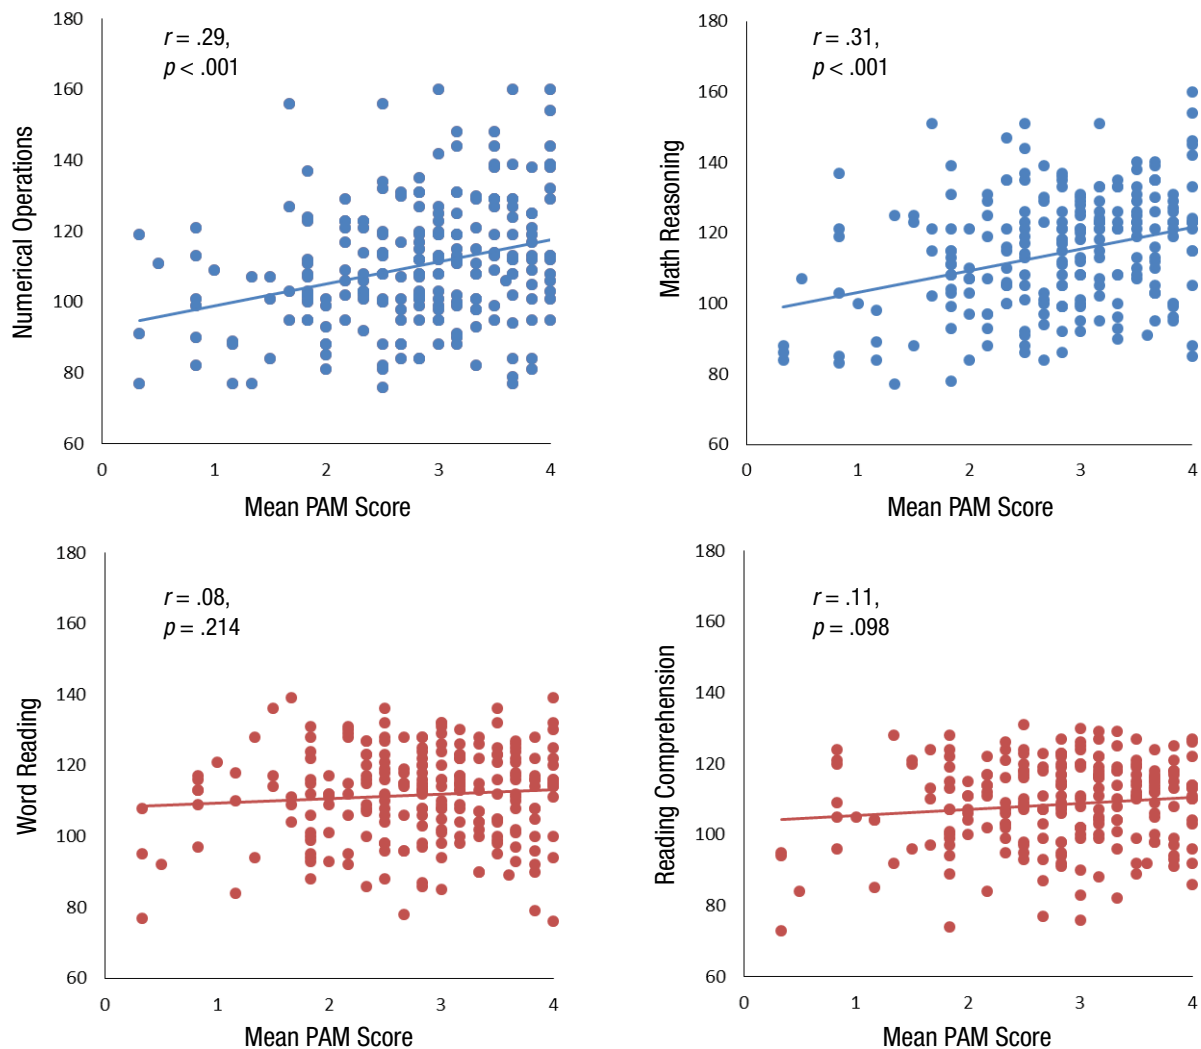 180
160
140
120
100
80
60
0 1 2 3 4
Numerical Operations
Mean PAM Score
r = .29,
p < .001
180
160
140
120
100
80
60
0 1 2 3 4
Math Reasoning
Mean PAM Score
r = .31,
p < .001
180
160
140
120
100
80
60
0 1 2 3 4
Word Reading
Mean PAM Score
r = .08,
p = .214
180
160
140
120
100
80
60
0 1 2 3 4
Reading Comprehension
Mean PAM Score
r = .11,
p = .098